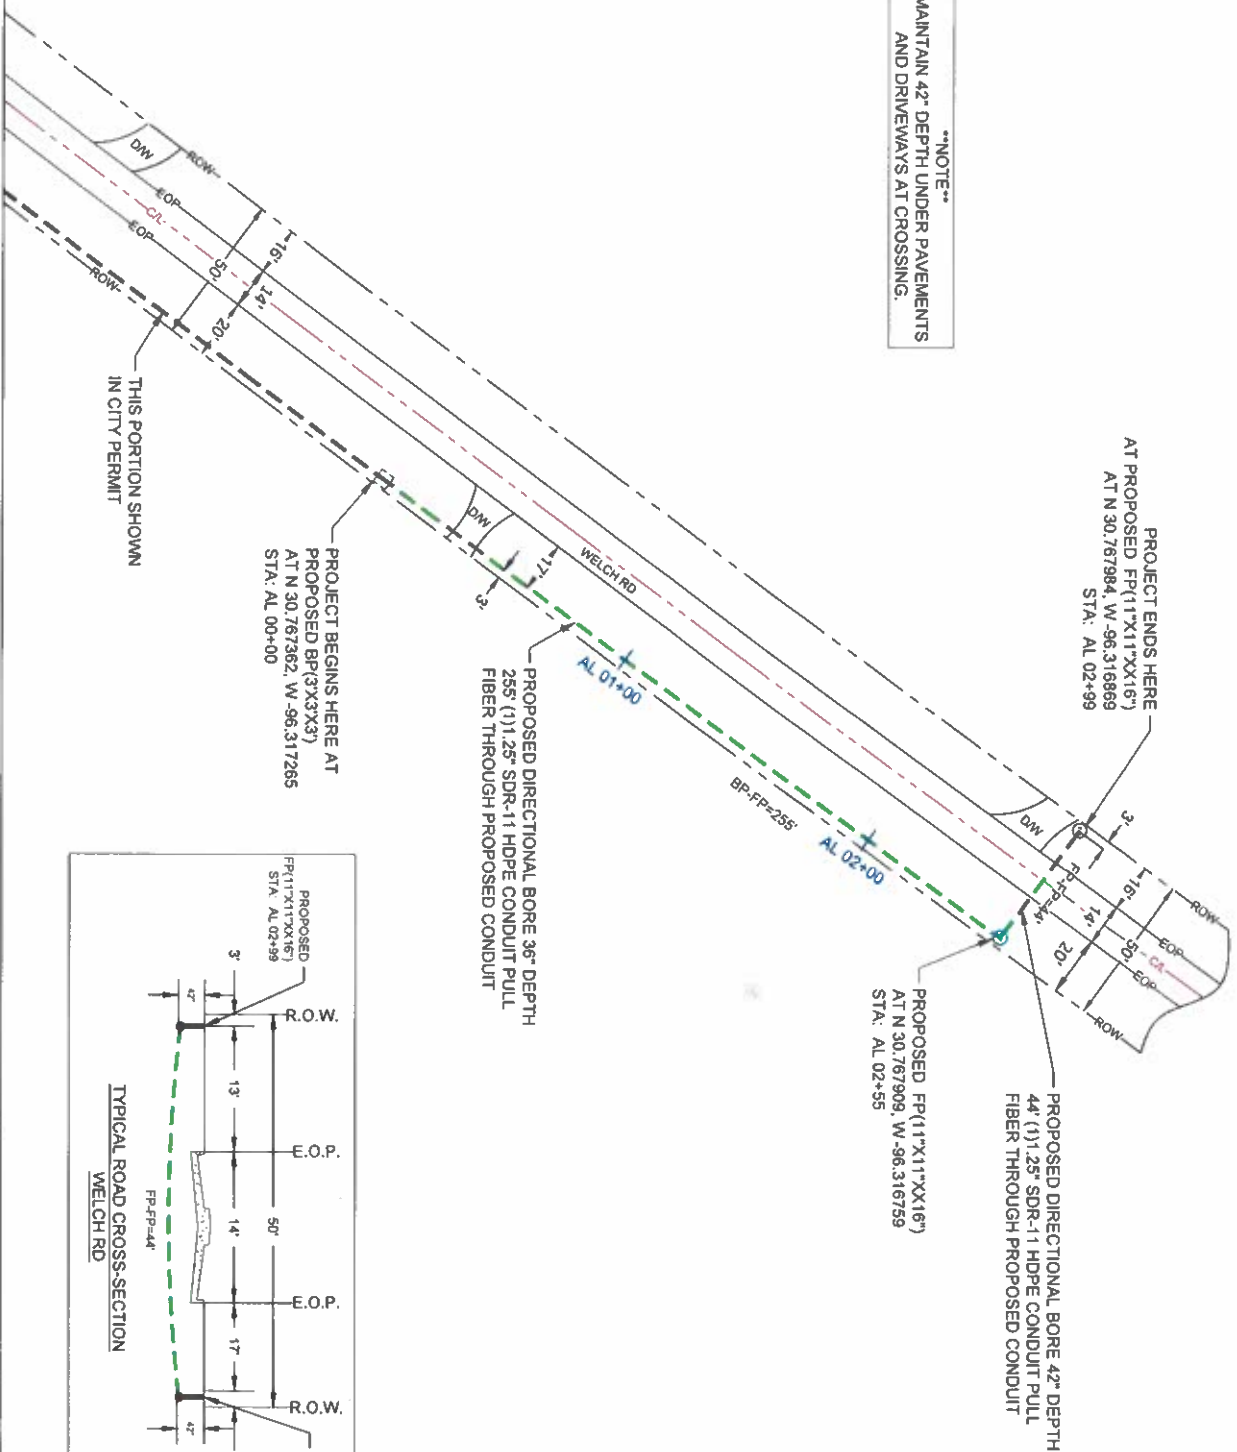 **NOTE**
MAINTAIN 42" DEPTH UNDER PAVEMENTS
AND DRIVEWAYS AT CROSSING.
PROJECT ENDS HERE
AT PROPOSED FP(11"X11"XX16")
AT N 30.767984, W -96.316869
STA: AL 02+99
3'
16'
14'
20'
50'
ROW
EOP
C/L
EOP
ROW
D/W
FP-FP=44'
PROPOSED DIRECTIONAL BORE 42" DEPTH
44' (1)1.25" SDR-11 HDPE CONDUIT PULL
FIBER THROUGH PROPOSED CONDUIT
PROPOSED FP(11"X11"XX16")
AT N 30.767909, W -96.316759
STA: AL 02+55
AL 02+00
BP-FP=255'
AL 01+00
WELCH RD
PROPOSED DIRECTIONAL BORE 36" DEPTH
255' (1)1.25" SDR-11 HDPE CONDUIT PULL
FIBER THROUGH PROPOSED CONDUIT
17'
3'
D/W
PROJECT BEGINS HERE AT
PROPOSED BP(3'X3'X3')
AT N 30.767362, W -96.317265
STA: AL 00+00
THIS PORTION SHOWN
IN CITY PERMIT
16'
14'
20'
50'
ROW
D/W
EOP
C/L
EOP
ROW
PROPOSED
FP(11"X11"XX16")
STA: AL 02+99
3'
R.O.W.
13'
E.O.P.
14'
50'
E.O.P.
17'
R.O.W.
42"
42"
FP-FP=44'
TYPICAL ROAD CROSS-SECTION
WELCH RD